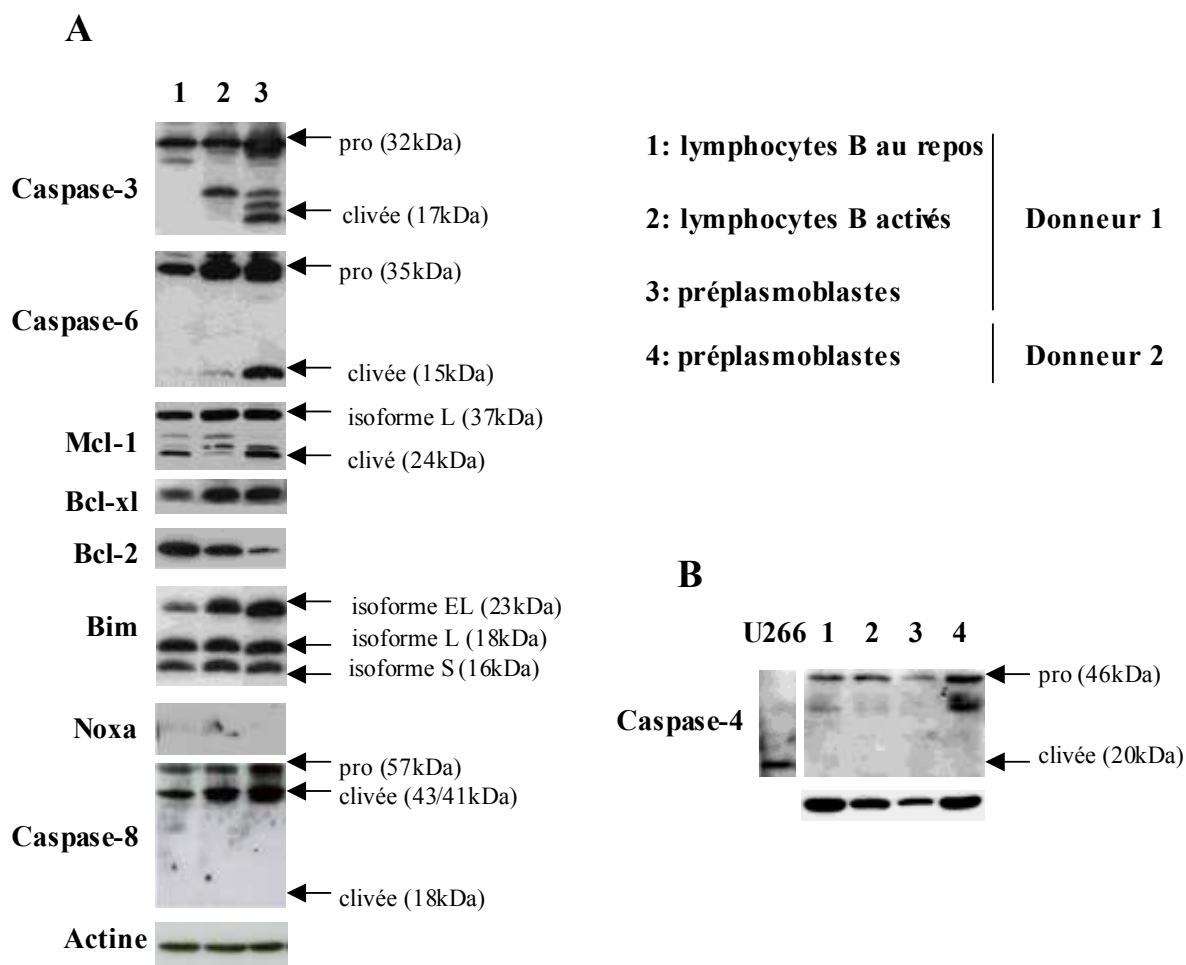 A
1 2 3
Caspase-3
pro (32kDa)
clivée (17kDa)
Caspase-6
pro (35kDa)
clivée (15kDa)
Mcl-1
isoforme L (37kDa)
clivé (24kDa)
Bcl-xl
Bcl-2
Bim
isoforme EL (23kDa)
isoforme L (18kDa)
isoforme S (16kDa)
Noxa
Caspase-8
pro (57kDa)
clivée (43/41kDa)
clivée (18kDa)
Actine
1: lymphocytes B au repos
2: lymphocytes B activés
3: préplasmoblastes
Donneur 1
4: préplasmoblastes
Donneur 2
B
U266 1 2 3 4
Caspase-4
pro (46kDa)
clivée (20kDa)